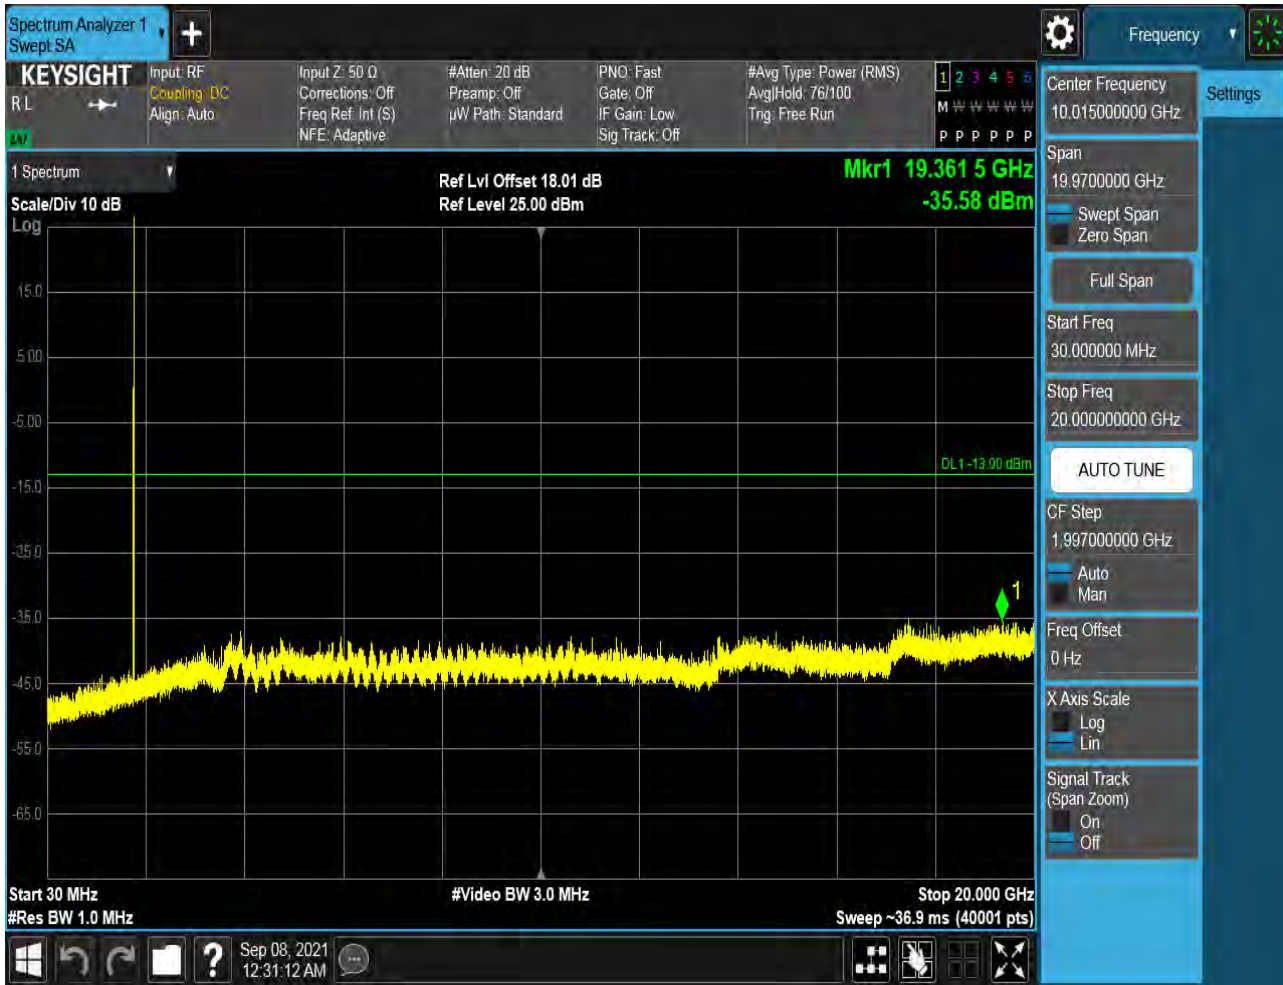 Spectrum Analyzer 1
Swept SA
Frequency
KEYSIGHT
R L
LNI
Input: RF
Coupling: DC
Align: Auto
Input Z: 50 Ω
Corrections: Off
Freq Ref: Int (S)
NFE: Adaptive
#Atten: 20 dB
Preamp: Off
µW Path: Standard
PNO: Fast
Gate: Off
IF Gain: Low
Sig Track: Off
#Avg Type: Power (RMS)
Avg|Hold: 76/100
Trig: Free Run
1 2 3 4 5 6
M W W W W W
P P P P P P
1 Spectrum
Scale/Div 10 dB
Log
Ref Lvl Offset 18.01 dB
Ref Level 25.00 dBm
Mkr1 19.361 5 GHz
-35.58 dBm
15.0
5.00
-5.00
-15.0
-25.0
-35.0
-45.0
-55.0
-65.0
DL1 -13.00 dBm
1
Start 30 MHz
#Res BW 1.0 MHz
#Video BW 3.0 MHz
Stop 20.000 GHz
Sweep ~36.9 ms (40001 pts)
Center Frequency
10.015000000 GHz
Settings
Span
19.9700000 GHz
Swept Span
Zero Span
Full Span
Start Freq
30.000000 MHz
Stop Freq
20.000000000 GHz
AUTO TUNE
CF Step
1.997000000 GHz
Auto
Man
Freq Offset
0 Hz
X Axis Scale
Log
Lin
Signal Track
(Span Zoom)
On
Off
?
Sep 08, 2021
12:31:12 AM